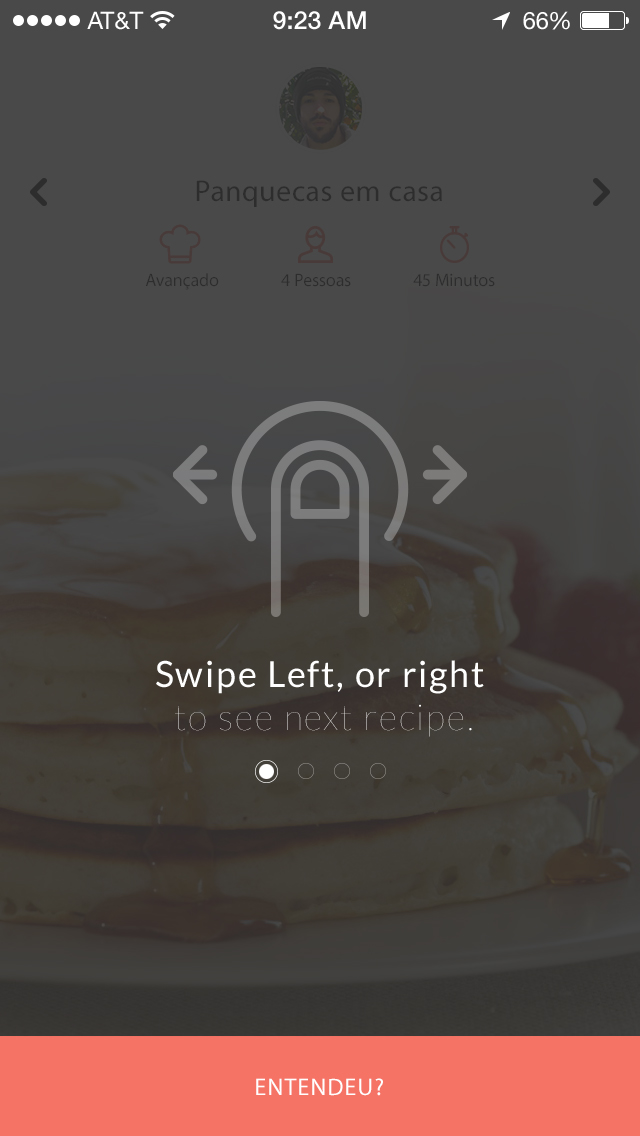 AT&T 9:23 AM 66%
Panquecas em casa
Avançado 4 Pessoas 45 Minutos
Swipe Left, or right
to see next recipe.
ENTENDEU?